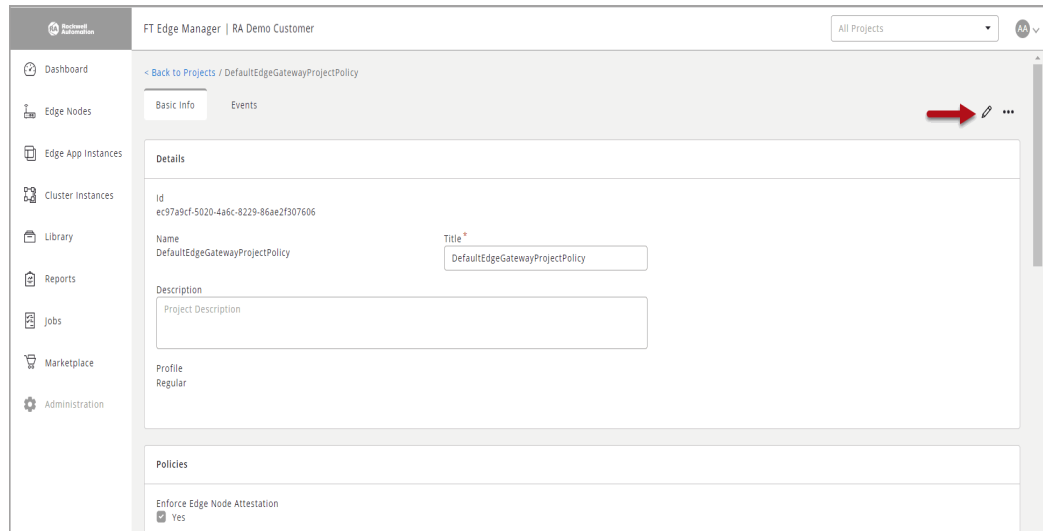 RA Rockwell Automation
FT Edge Manager | RA Demo Customer
All Projects
AA
Dashboard
Edge Nodes
Edge App Instances
Cluster Instances
Library
Reports
Jobs
Marketplace
Administration
< Back to Projects / DefaultEdgeGatewayProjectPolicy
Basic Info
Events
Details
Id
ec97a9cf-5020-4a6c-8229-86ae2f307606
Name
DefaultEdgeGatewayProjectPolicy
Title *
DefaultEdgeGatewayProjectPolicy
Description
Project Description
Profile
Regular
Policies
Enforce Edge Node Attestation
Yes